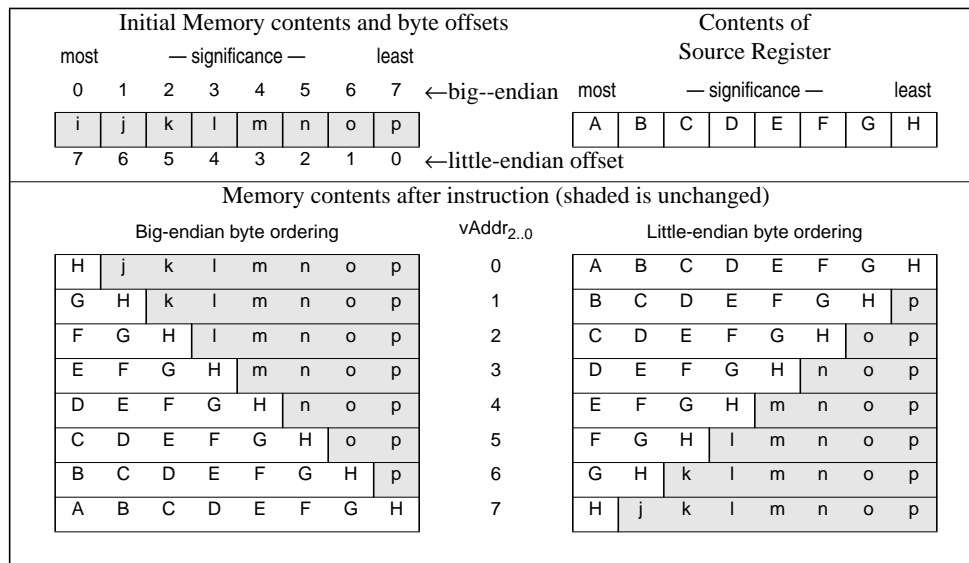 Initial Memory contents and byte offsets
Contents of
Source Register
most — significance — least
0 1 2 3 4 5 6 7 ←big--endian
most — significance — least
i j k l m n o p
A B C D E F G H
7 6 5 4 3 2 1 0 ←little-endian offset
Memory contents after instruction (shaded is unchanged)
Big-endian byte ordering vAddr2..0 Little-endian byte ordering
H j k l m n o p 0 A B C D E F G H
G H k l m n o p 1 B C D E F G H p
F G H l m n o p 2 C D E F G H o p
E F G H m n o p 3 D E F G H n o p
D E F G H n o p 4 E F G H m n o p
C D E F G H o p 5 F G H l m n o p
B C D E F G H p 6 G H k l m n o p
A B C D E F G H 7 H j k l m n o p